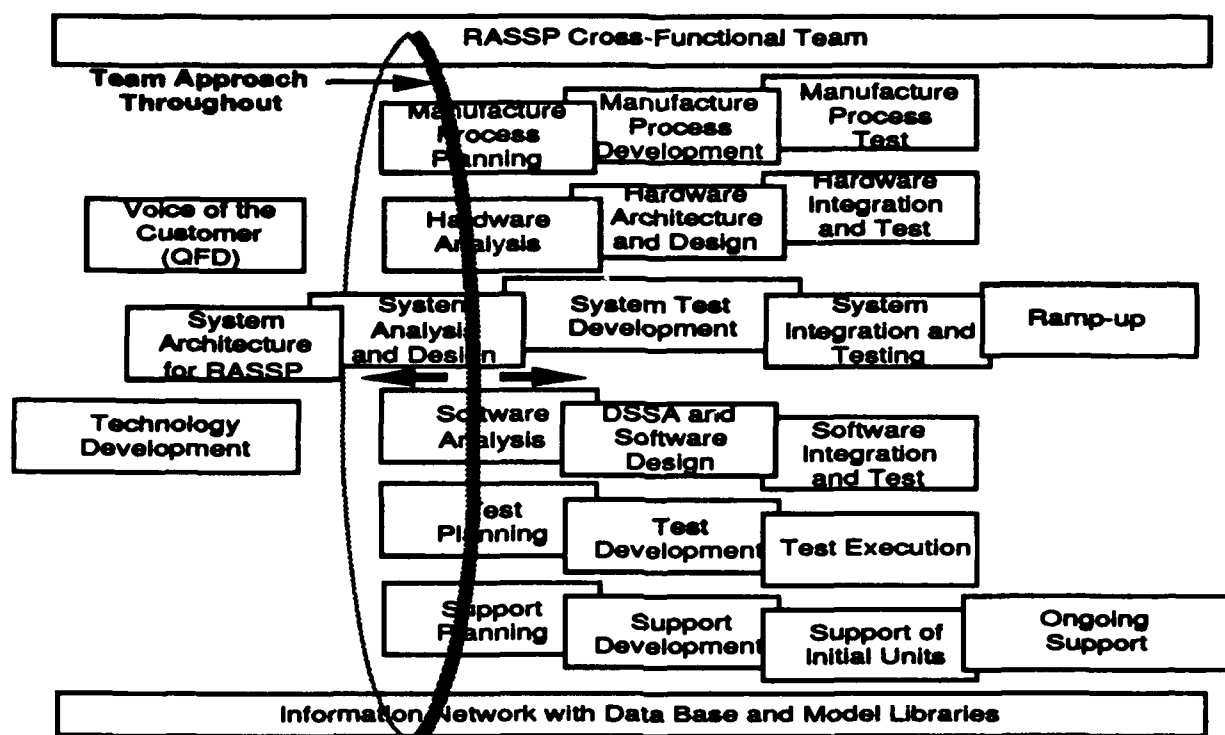 RASSP Cross-Functional Team
Team Approach
Throughout
Manufacture
Process
Planning
Manufacture
Process
Development
Manufacture
Process
Test
Voice of the
Customer
(QFD)
Hardware
Analysis
Hardware
Architecture
and Design
Hardware
Integration
and Test
System
Architecture
for RASSP
System
Analysis
and Design
System Test
Development
System
Integration and
Testing
Ramp-up
Technology
Development
Software
Analysis
DSSA and
Software
Design
Software
Integration
and Test
Test
Planning
Test
Development
Test Execution
Support
Planning
Support
Development
Support of
Initial Units
Ongoing
Support
Information Network with Data Base and Model Libraries